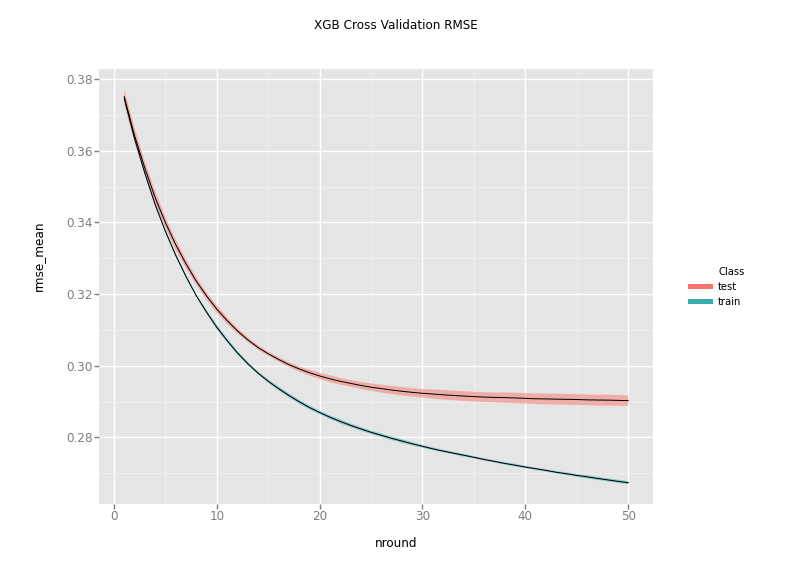 XGB Cross Validation RMSE
0.38
0.36
0.34
0.32
0.30
0.28
rmse_mean
0
10
20
30
40
50
nround
Class
test
train